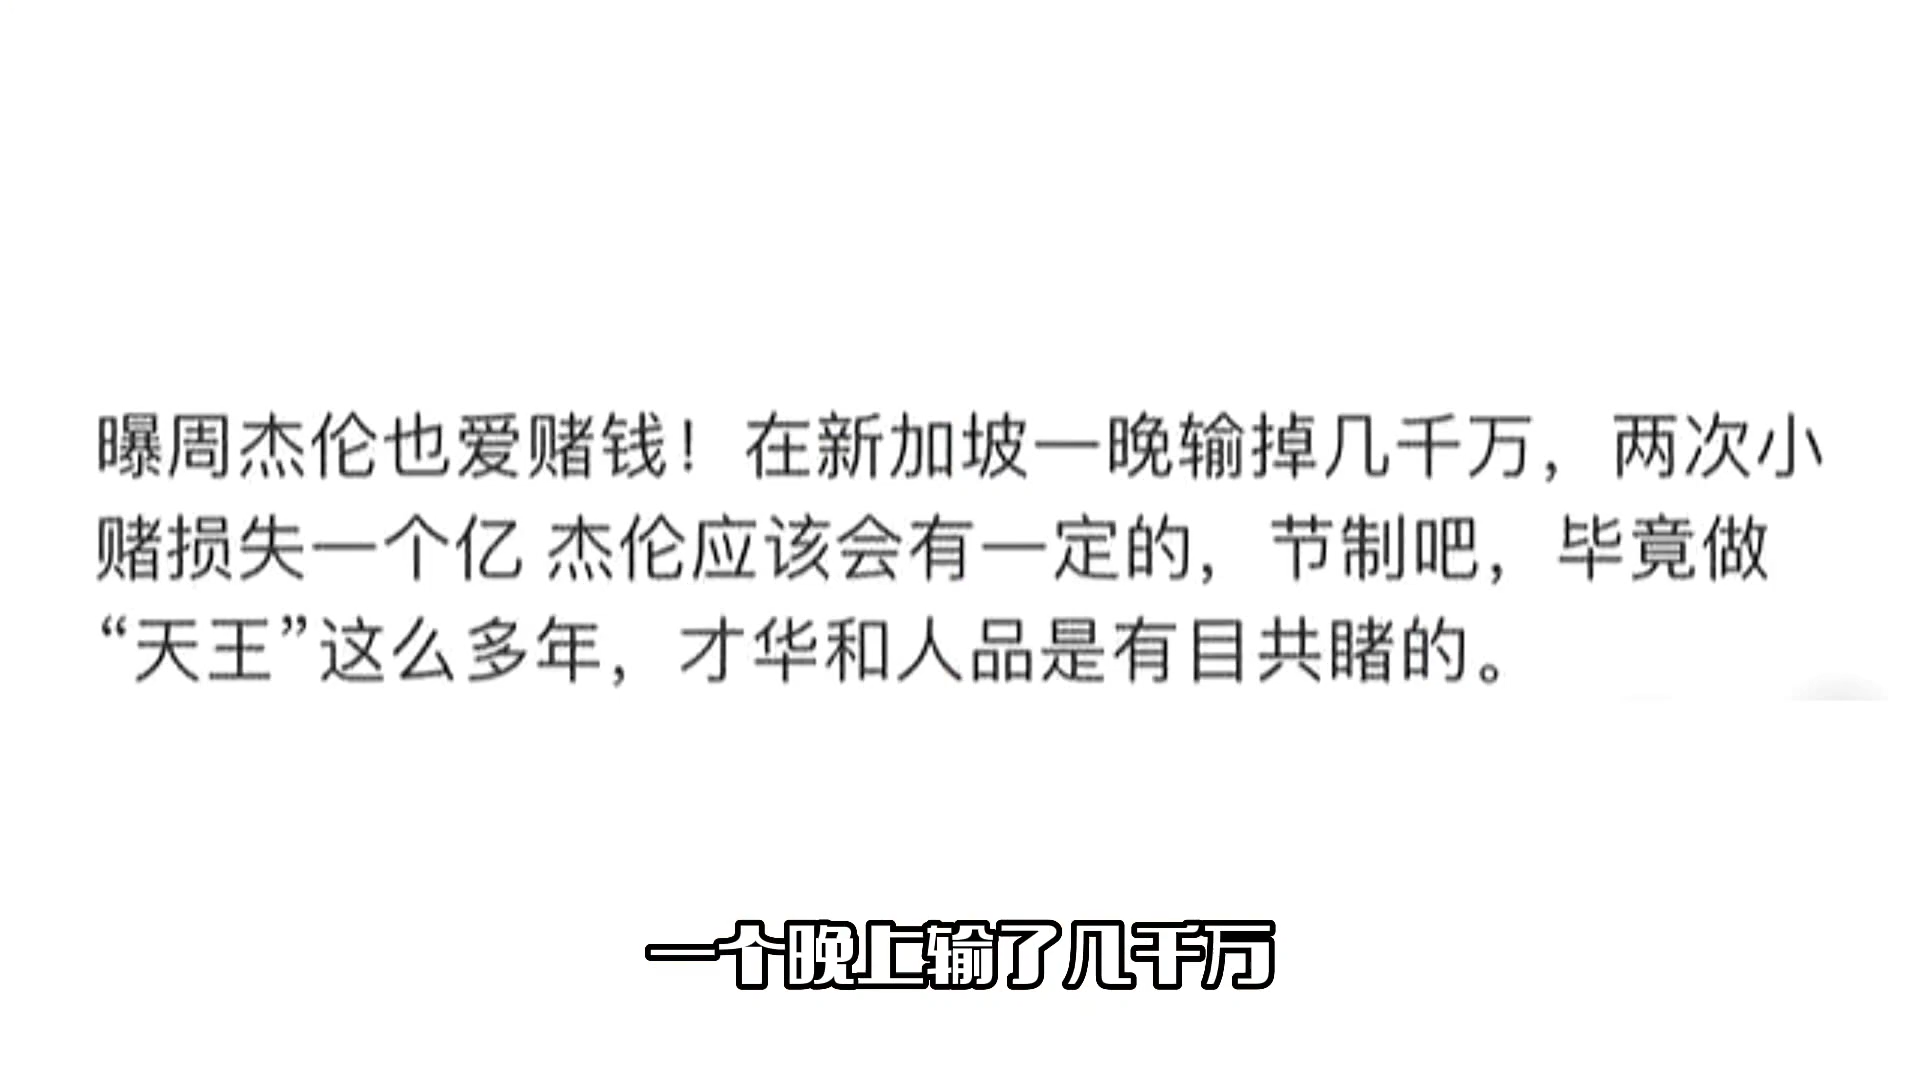 曝周杰伦也爱赌钱！在新加坡一晚输掉几千万，两次小
赌损失一个亿 杰伦应该会有一定的，节制吧，毕竟做
“天王”这么多年，才华和人品是有目共睹的。
一个晚上输了几千万